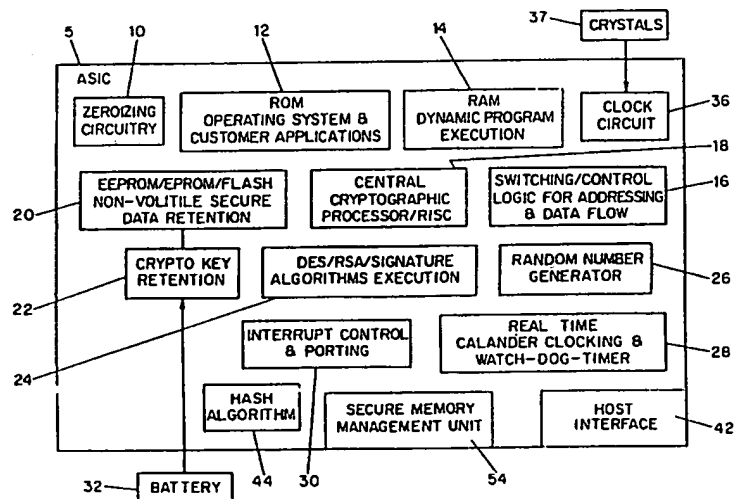 37
CRYSTALS
5
10
12
14
ASIC
ZEROIZING
CIRCUITRY
ROM
OPERATING SYSTEM &
CUSTOMER APPLICATIONS
RAM
DYNAMIC PROGRAM
EXECUTION
CLOCK
CIRCUIT
36
18
EEPROM/EPROM/FLASH
NON-VOLITILE SECURE
DATA RETENTION
CENTRAL
CRYPTOGRAPHIC
PROCESSOR/RISC
SWITCHING/CONTROL
LOGIC FOR ADDRESSING
& DATA FLOW
16
20
CRYPTO KEY
RETENTION
DES/RSA/SIGNATURE
ALGORITHMS EXECUTION
RANDOM NUMBER
GENERATOR
26
22
INTERRUPT CONTROL
& PORTING
REAL TIME
CALANDER CLOCKING &
WATCH-DOG-TIMER
28
24
HASH
ALGORITHM
SECURE MEMORY
MANAGEMENT UNIT
HOST
INTERFACE
42
32
BATTERY
44
30
54